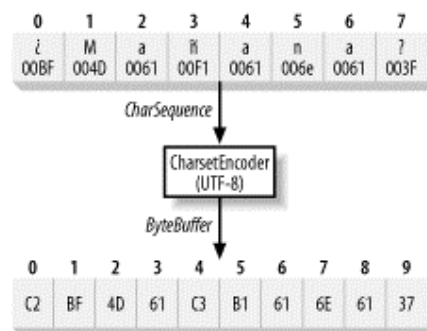 0 1 2 3 4 5 6 7
¿ M a ñ a n a ?
00BF 004D 0061 00F1 0061 006e 0061 003F
CharSequence
CharsetEncoder
(UTF-8)
ByteBuffer
0 1 2 3 4 5 6 7 8 9
C2 BF 4D 61 C3 B1 61 6E 61 37